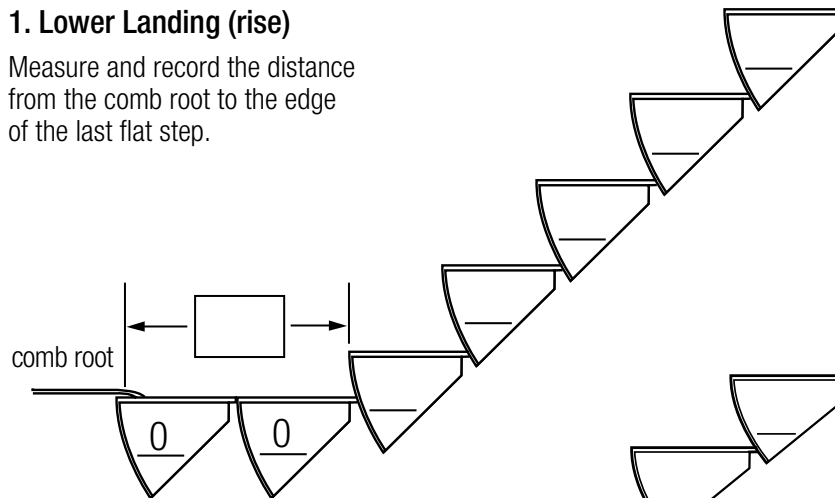 1. Lower Landing (rise)
Measure and record the distance
from the comb root to the edge
of the last flat step.
comb root
0 0